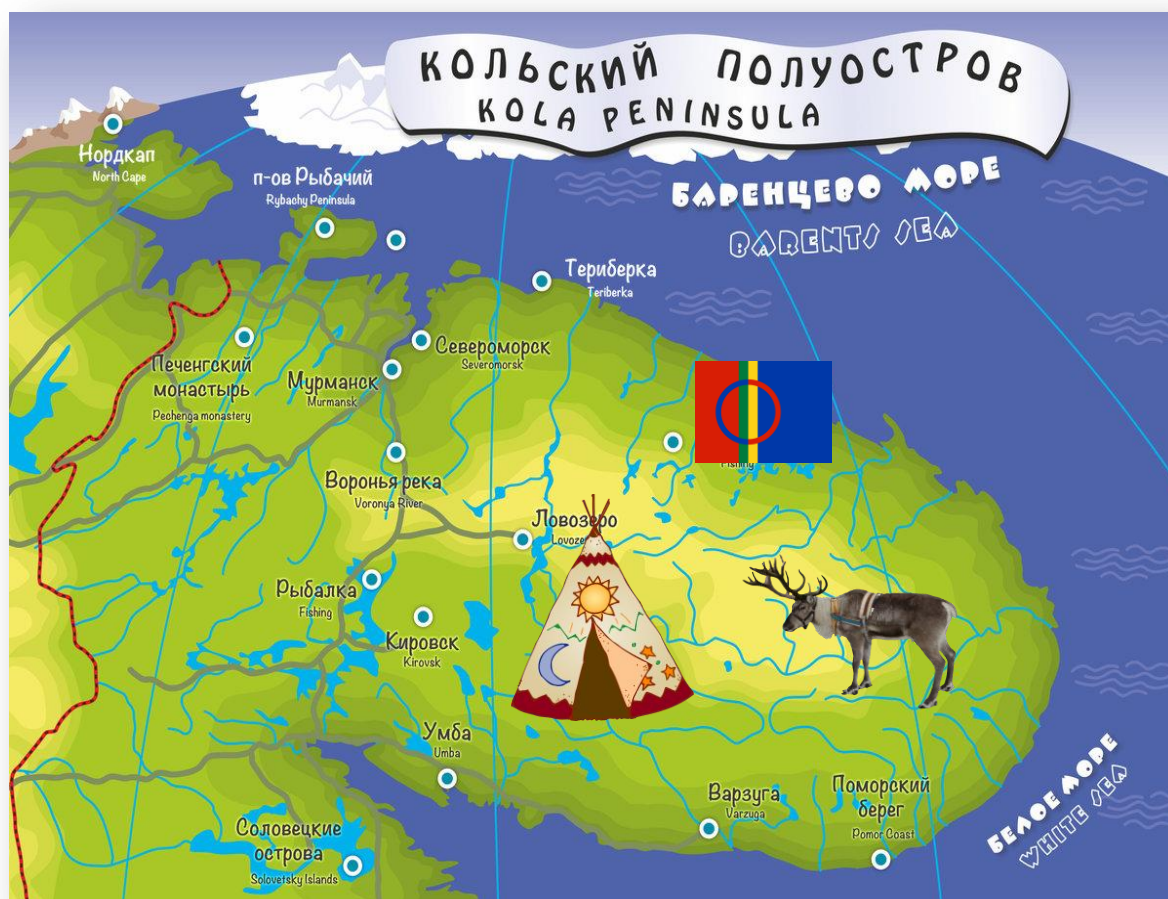 КОЛЬСКИЙ ПОЛУОСТРОВ
KOLA PENINSULA
Нордкап
North Cape
п-ов Рыбачий
Rybachy Peninsula
БАРЕНЦЕВО МОРЕ
BARENTS SEA
Териберка
Teriberka
Североморск
Severomorsk
Печенгский
монастырь
Pechenga monastery
Мурманск
Murmansk
Fishing
Воронья река
Voronya River
Ловозеро
Рыбалка
Fishing
Кировск
Kirovsk
Умба
Umba
Варзуга
Varzuga
Поморский
берег
Pomor Coast
БЕЛОЕ МОРЕ
WHITE SEA
Соловецкие
острова
Solovetsky Islands